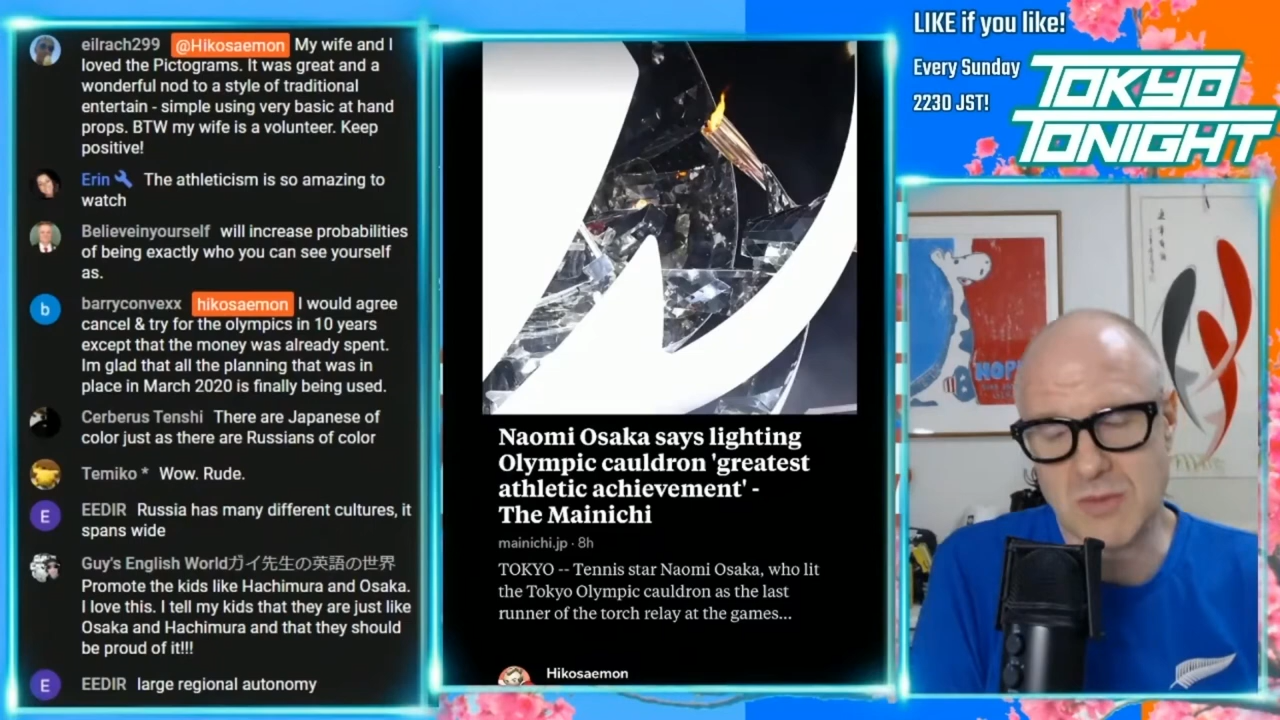 eilrach299 @Hikosaemon My wife and I
loved the Pictograms. It was great and a
wonderful nod to a style of traditional
entertain - simple using very basic at hand
props. BTW my wife is a volunteer. Keep
positive!
Erin The athleticism is so amazing to
watch
Believeinyourself will increase probabilities
of being exactly who you can see yourself
as.
b
barryconvexx hikosaemon I would agree
cancel & try for the olympics in 10 years
except that the money was already spent.
Im glad that all the planning that was in
place in March 2020 is finally being used.
Cerberus Tenshi There are Japanese of
color just as there are Russians of color
Temiko * Wow. Rude.
E
EEDIR Russia has many different cultures, it
spans wide
Guy's English Worldガイ先生の英語の世界
Promote the kids like Hachimura and Osaka.
I love this. I tell my kids that they are just like
Osaka and Hachimura and that they should
be proud of it!!!
E
EEDIR large regional autonomy
Naomi Osaka says lighting
Olympic cauldron 'greatest
athletic achievement' -
The Mainichi
mainichi.jp · 8h
TOKYO -- Tennis star Naomi Osaka, who lit
the Tokyo Olympic cauldron as the last
runner of the torch relay at the games...
Hikosaemon
LIKE if you like!
Every Sunday
2230 JST!
TOKYO
TONIGHT
HOPE